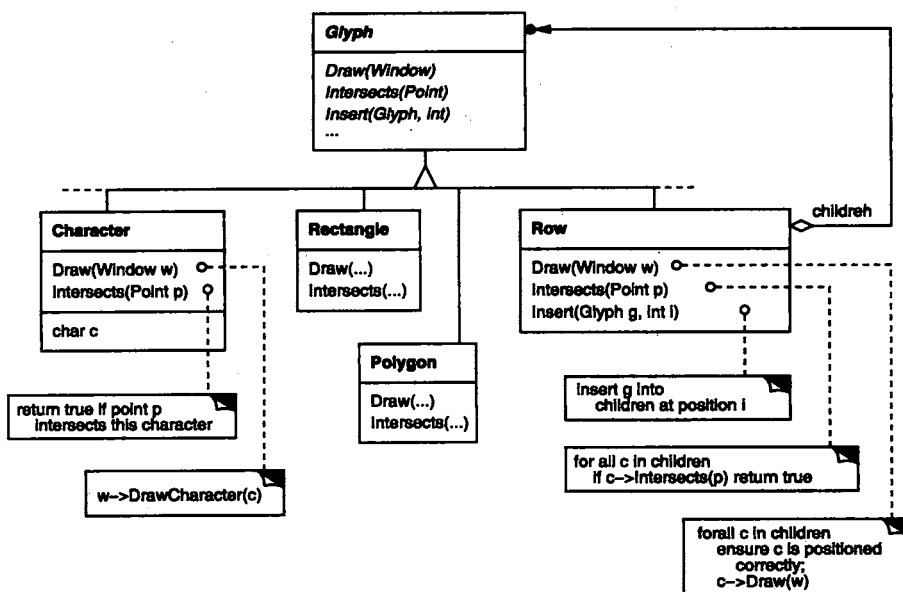 Glyph
Draw(Window)
Intersects(Point)
Insert(Glyph, int)
...
Character
Draw(Window w)
Intersects(Point p)
char c
return true if point p
intersects this character
w->DrawCharacter(c)
Rectangle
Draw(...)
Intersects(...)
Polygon
Draw(...)
Intersects(...)
Row
Draw(Window w)
Intersects(Point p)
Insert(Glyph g, int i)
children
insert g into
children at position i
for all c in children
if c->Intersects(p) return true
forall c in children
ensure c is positioned
correctly;
c->Draw(w)